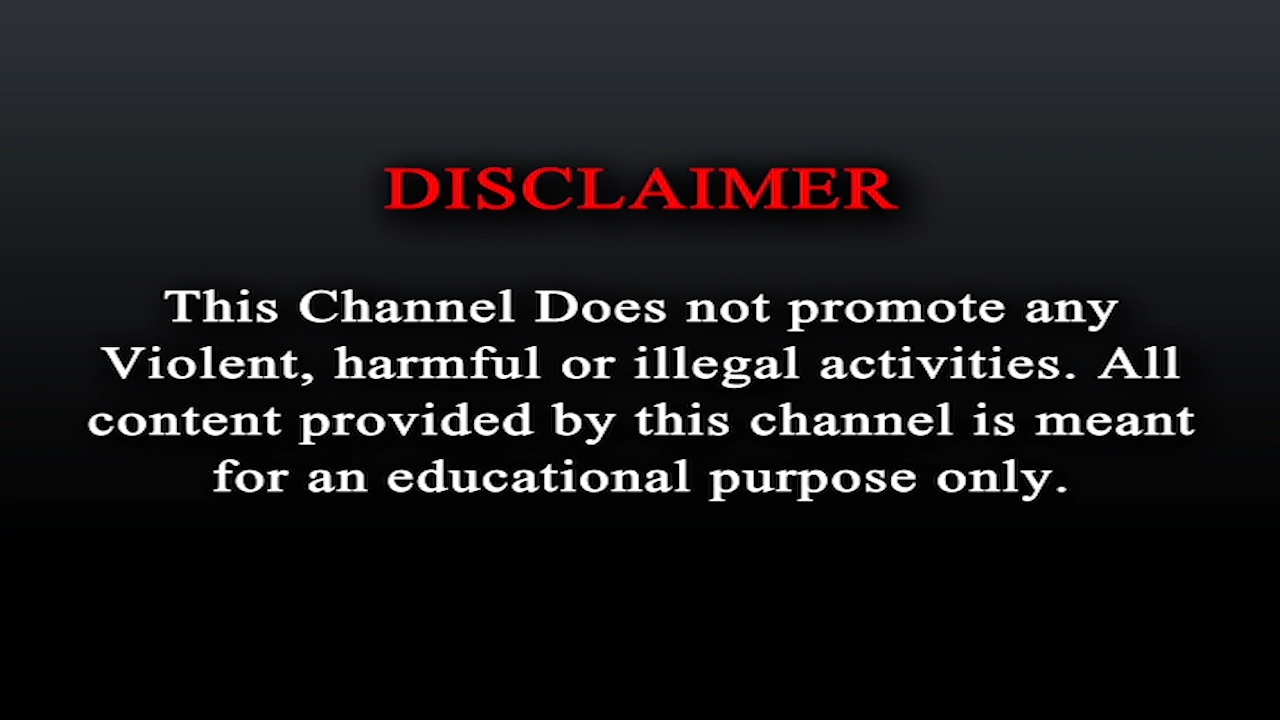 DISCLAIMER
This Channel Does not promote any
Violent, harmful or illegal activities. All
content provided by this channel is meant
for an educational purpose only.